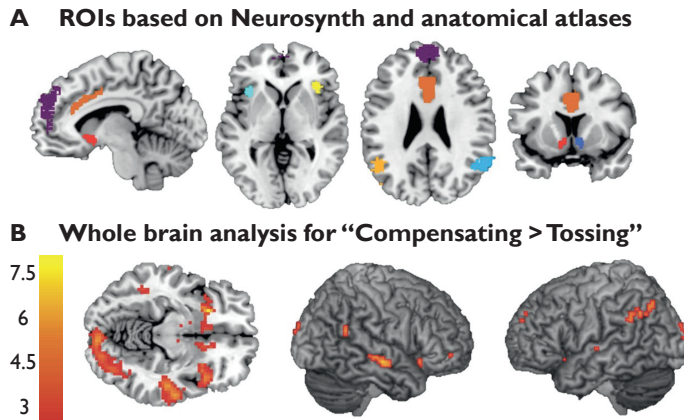 A ROIs based on Neurosynth and anatomical atlases
B Whole brain analysis for “Compensating > Tossing”
7.5
6
4.5
3